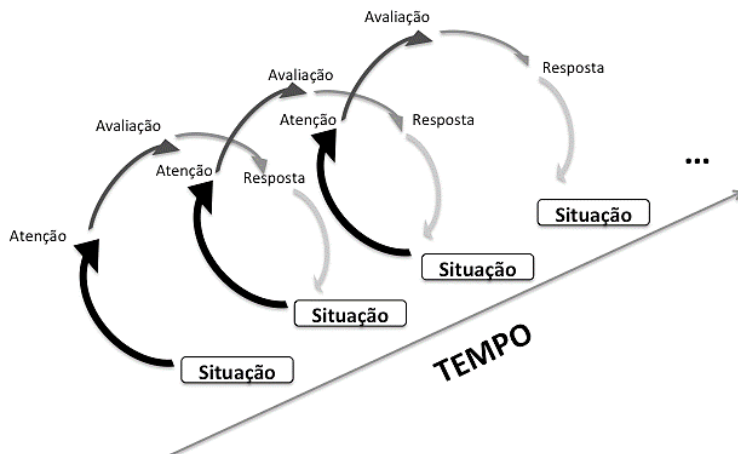 Avaliação
Resposta
Avaliação
Atenção
Resposta
Avaliação
Atenção
Resposta
Atenção
...
Situação
Situação
Situação
Situação
TEMPO